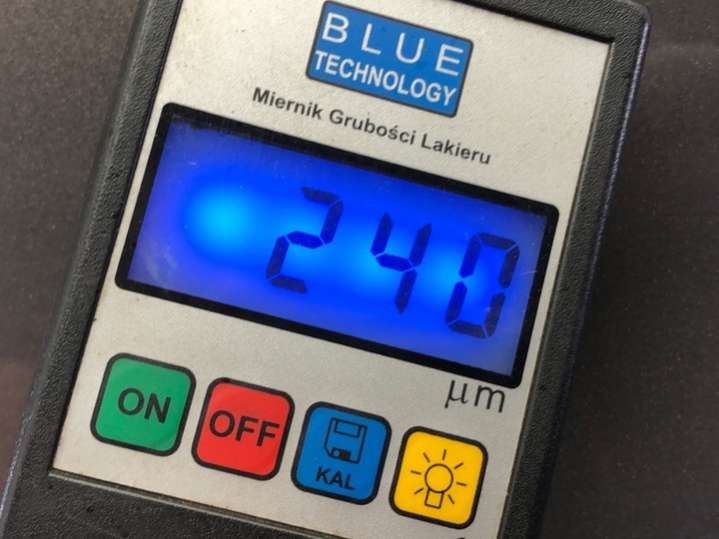 BLUE
TECHNOLOGY
Miernik Grubości Lakieru
240
μm
ON
OFF
KAL